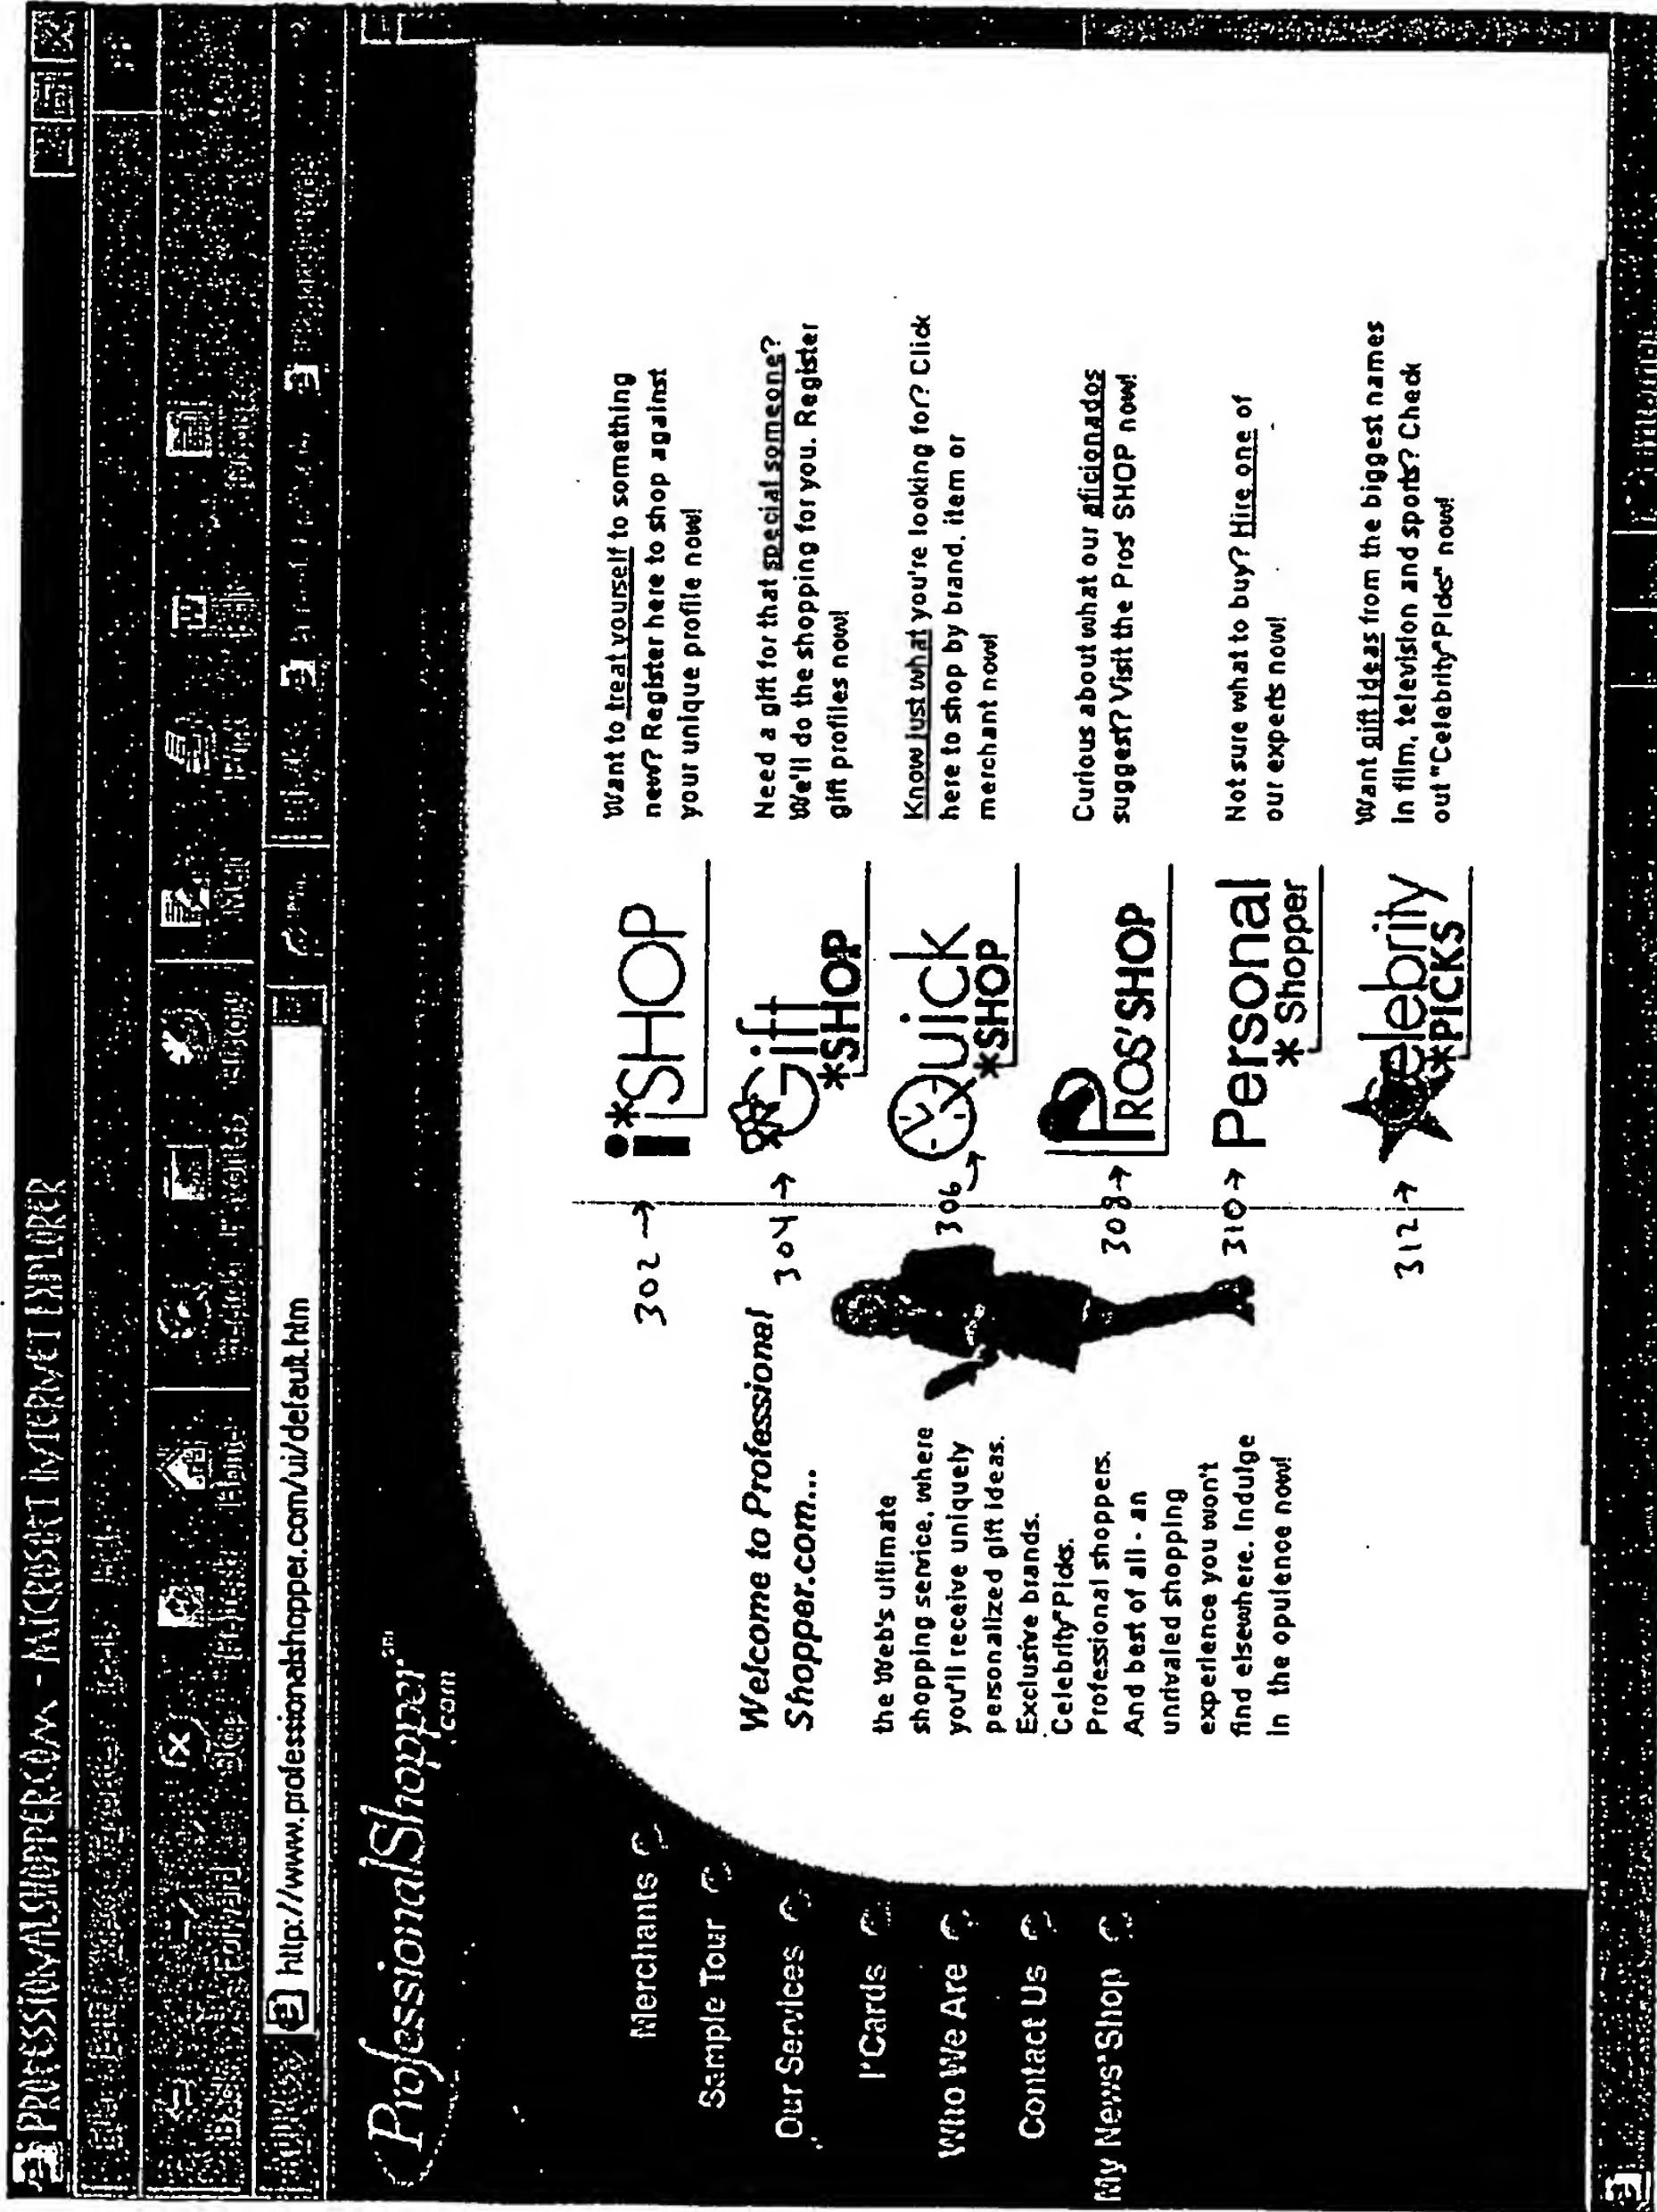 PROFESSIONALSHOPPER.COM - MICROSOFT INTERNET EXPLORER
Home
Mail
Print
History
http://www.professionalshopper.com/ui/default.htm
ProfessionalShopper℠
.com
Merchants
Sample Tour
Our Services
I*Cards
Who We Are
Contact Us
My News*Shop
Welcome to Professional
Shopper.com...
the Web's ultimate
shopping service, where
you'll receive uniquely
personalized gift ideas.
Exclusive brands.
Celebrity*Picks.
Professional shoppers.
And best of all - an
unrivaled shopping
experience you won't
find elsewhere. Indulge
in the opulence now!
302
i*SHOP
Want to treat yourself to something
new? Register here to shop against
your unique profile now!
304
Gift
*SHOP
Need a gift for that special someone?
We'll do the shopping for you. Register
gift profiles now!
306
Quick
*SHOP
Know just what you're looking for? Click
here to shop by brand, item or
merchant now!
308
PROS'SHOP
Curious about what our aficionados
suggest? Visit the Pros' SHOP now!
310
Personal
* Shopper
Not sure what to buy? Hire one of
our experts now!
312
Celebrity
*PICKS
Want gift ideas from the biggest names
in film, television and sports? Check
out "Celebrity*Picks" now!